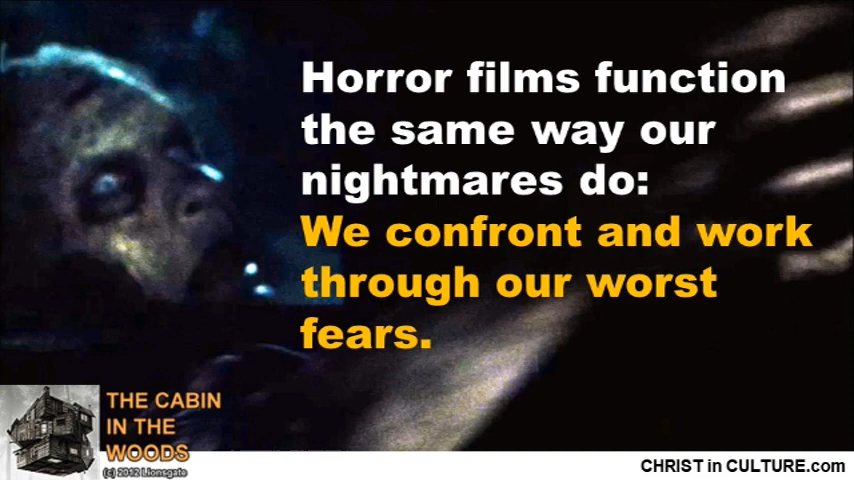 Horror films function
the same way our
nightmares do:
We confront and work
through our worst
fears.
THE CABIN
IN THE
WOODS
(c) 2012 Lionsgate
CHRIST in CULTURE.com